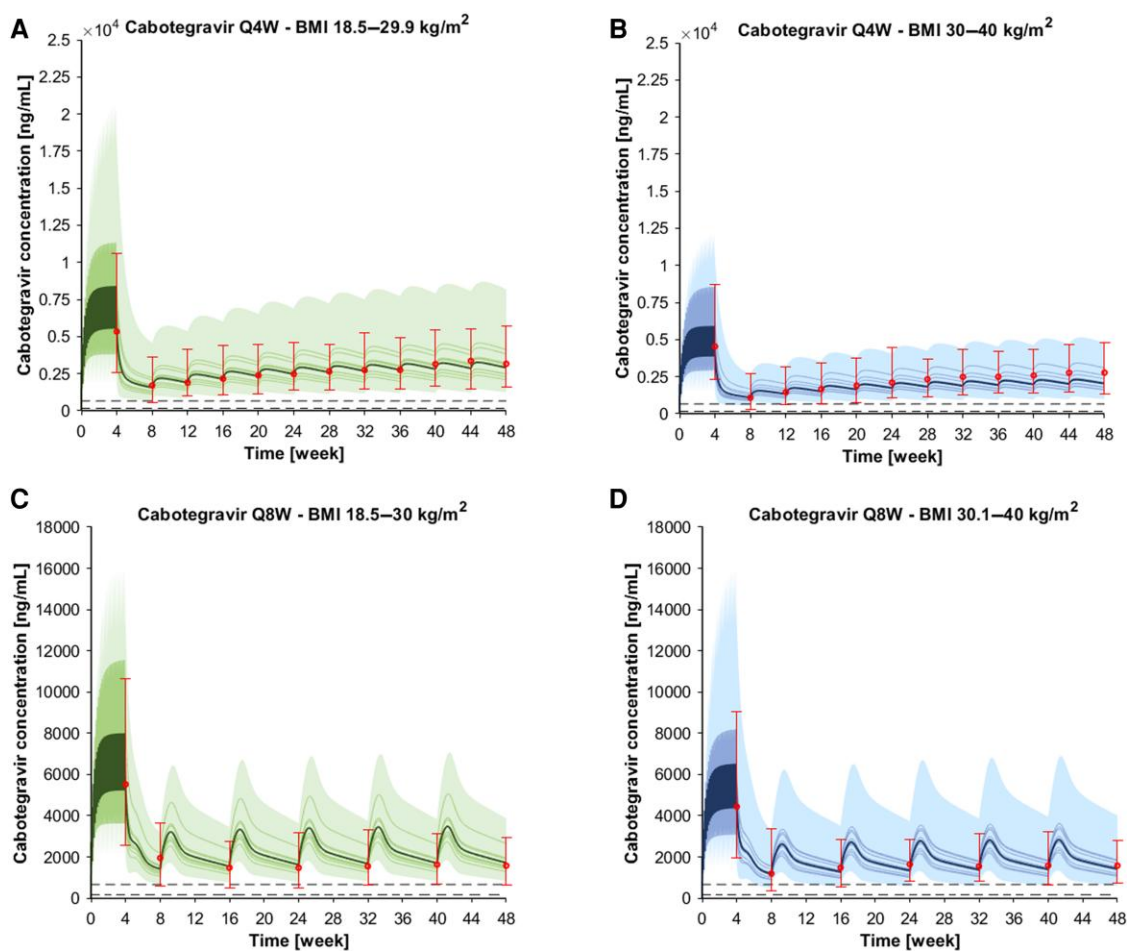 A
×10⁴ Cabotegravir Q4W - BMI 18.5–29.9 kg/m²
Cabotegravir concentration [ng/mL]
2.5
2.25
2
1.75
1.5
1.25
1
0.75
0.5
0.25
0
0 4 8 12 16 20 24 28 32 36 40 44 48
Time [week]
B
×10⁴ Cabotegravir Q4W - BMI 30–40 kg/m²
Cabotegravir concentration [ng/mL]
2.5
2.25
2
1.75
1.5
1.25
1
0.75
0.5
0.25
0
0 4 8 12 16 20 24 28 32 36 40 44 48
Time [week]
C
Cabotegravir Q8W - BMI 18.5–30 kg/m²
Cabotegravir concentration [ng/mL]
18000
16000
14000
12000
10000
8000
6000
4000
2000
0
0 4 8 12 16 20 24 28 32 36 40 44 48
Time [week]
D
Cabotegravir Q8W - BMI 30.1–40 kg/m²
Cabotegravir concentration [ng/mL]
18000
16000
14000
12000
10000
8000
6000
4000
2000
0
0 4 8 12 16 20 24 28 32 36 40 44 48
Time [week]